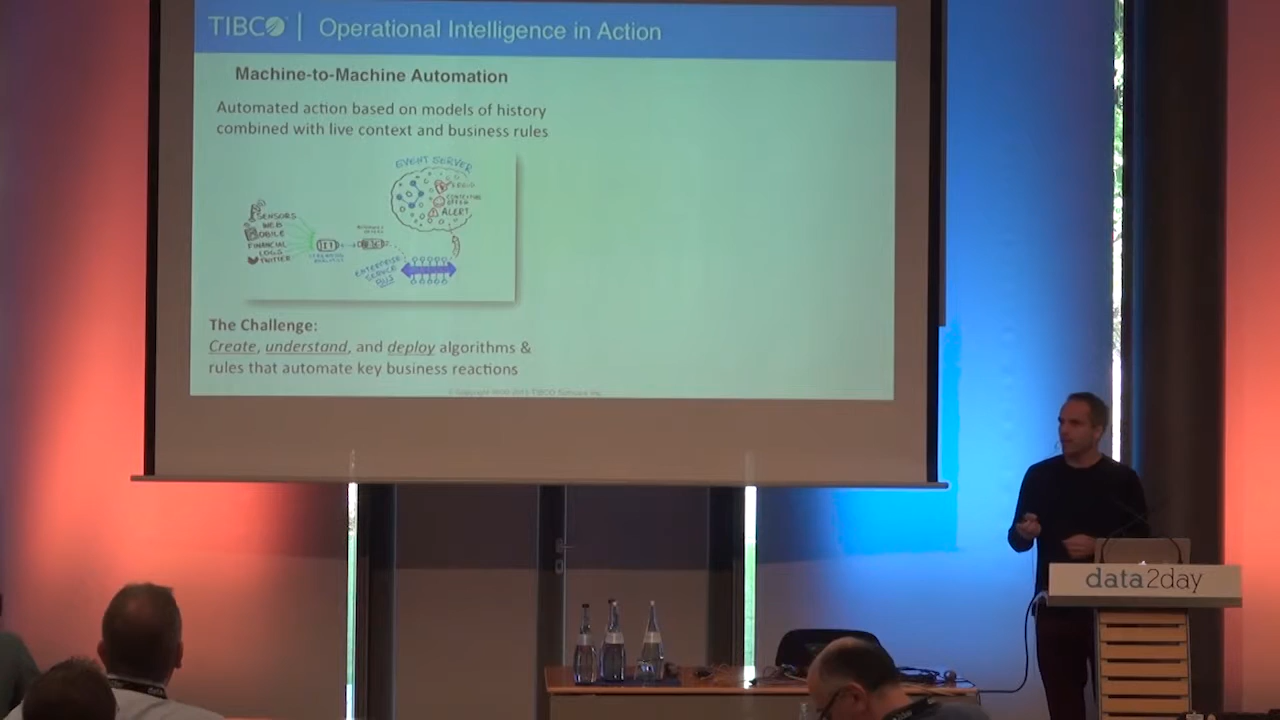 TIBCO | Operational Intelligence in Action
Machine-to-Machine Automation
Automated action based on models of history
combined with live context and business rules
EVENT SERVER
ALERT
SENSORS
WEB
MOBILE
FINANCIAL
LOGS
TWITTER
ENTERPRISE
SERVICE
BUS
The Challenge:
Create, understand, and deploy algorithms &
rules that automate key business reactions
data2day